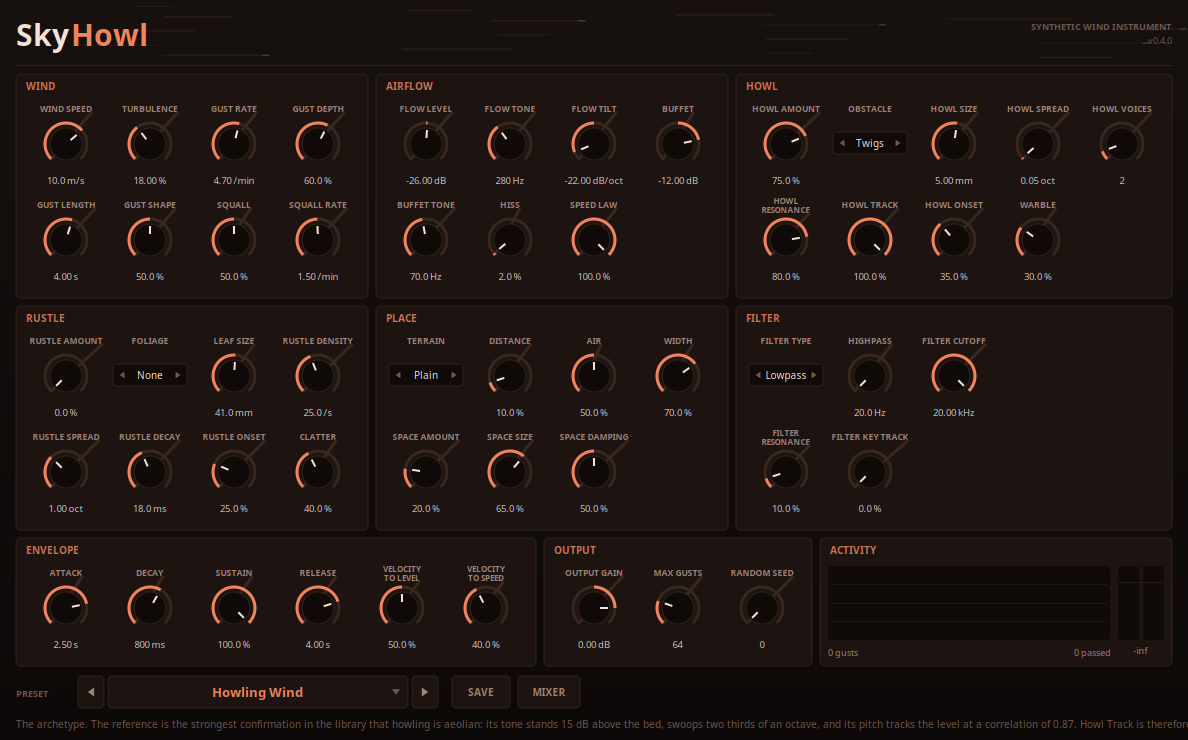 SkyHowl
SYNTHETIC WIND INSTRUMENT
v0.4.0
WIND
WIND SPEED TURBULENCE GUST RATE GUST DEPTH
10.0 m/s 18.00 % 4.70 /min 60.0 %
GUST LENGTH GUST SHAPE SQUALL SQUALL RATE
4.00 s 50.0 % 50.0 % 1.50 /min
AIRFLOW
FLOW LEVEL FLOW TONE FLOW TILT BUFFET
-26.00 dB 280 Hz -22.00 dB/oct -12.00 dB
BUFFET TONE HISS SPEED LAW
70.0 Hz 2.0 % 100.0 %
HOWL
HOWL AMOUNT OBSTACLE HOWL SIZE HOWL SPREAD HOWL VOICES
Twigs
75.0 % 5.00 mm 0.05 oct 2
HOWL
RESONANCE HOWL TRACK HOWL ONSET WARBLE
80.0 % 100.0 % 35.0 % 30.0 %
RUSTLE
RUSTLE AMOUNT FOLIAGE LEAF SIZE RUSTLE DENSITY
None
0.0 % 41.0 mm 25.0 /s
RUSTLE SPREAD RUSTLE DECAY RUSTLE ONSET CLATTER
1.00 oct 18.0 ms 25.0 % 40.0 %
PLACE
TERRAIN DISTANCE AIR WIDTH
Plain
10.0 % 50.0 % 70.0 %
SPACE AMOUNT SPACE SIZE SPACE DAMPING
20.0 % 65.0 % 50.0 %
FILTER
FILTER TYPE HIGHPASS FILTER CUTOFF
Lowpass
20.0 Hz 20.00 kHz
FILTER
RESONANCE FILTER KEY TRACK
10.0 % 0.0 %
ENVELOPE
ATTACK DECAY SUSTAIN RELEASE VELOCITY TO LEVEL VELOCITY TO SPEED
2.50 s 800 ms 100.0 % 4.00 s 50.0 % 40.0 %
OUTPUT
OUTPUT GAIN MAX GUSTS RANDOM SEED
0.00 dB 64 0
ACTIVITY
0 gusts 0 passed -inf
PRESET Howling Wind SAVE MIXER
The archetype. The reference is the strongest confirmation in the library that howling is aeolian: its tone stands 15 dB above the bed, swoops two thirds of an octave, and its pitch tracks the level at a correlation of 0.87. Howl Track is therefor